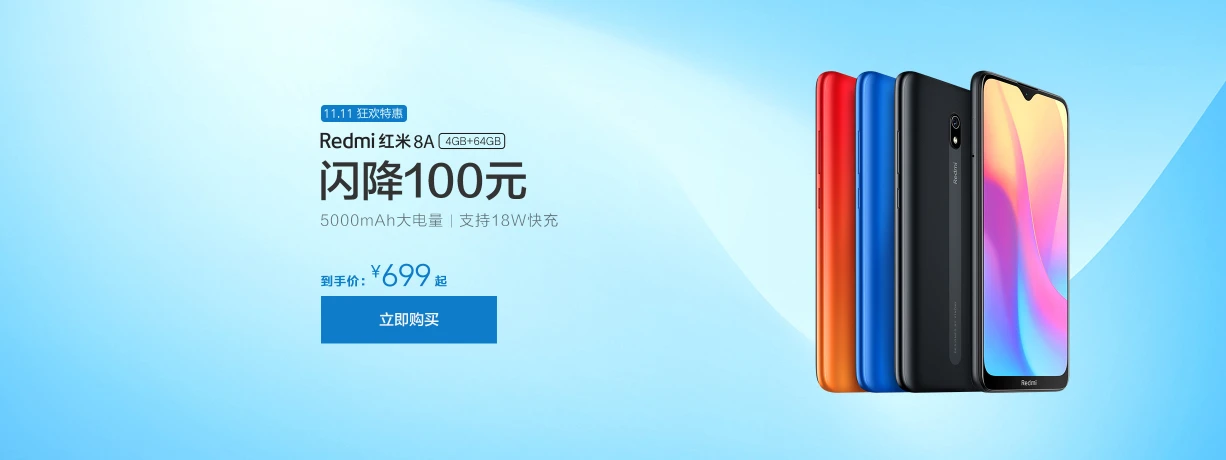 11.11 狂欢特惠
Redmi 红米 8A 4GB+64GB
闪降100元
5000mAh大电量 | 支持18W快充
到手价：¥699 起
立即购买
Redmi
Redmi